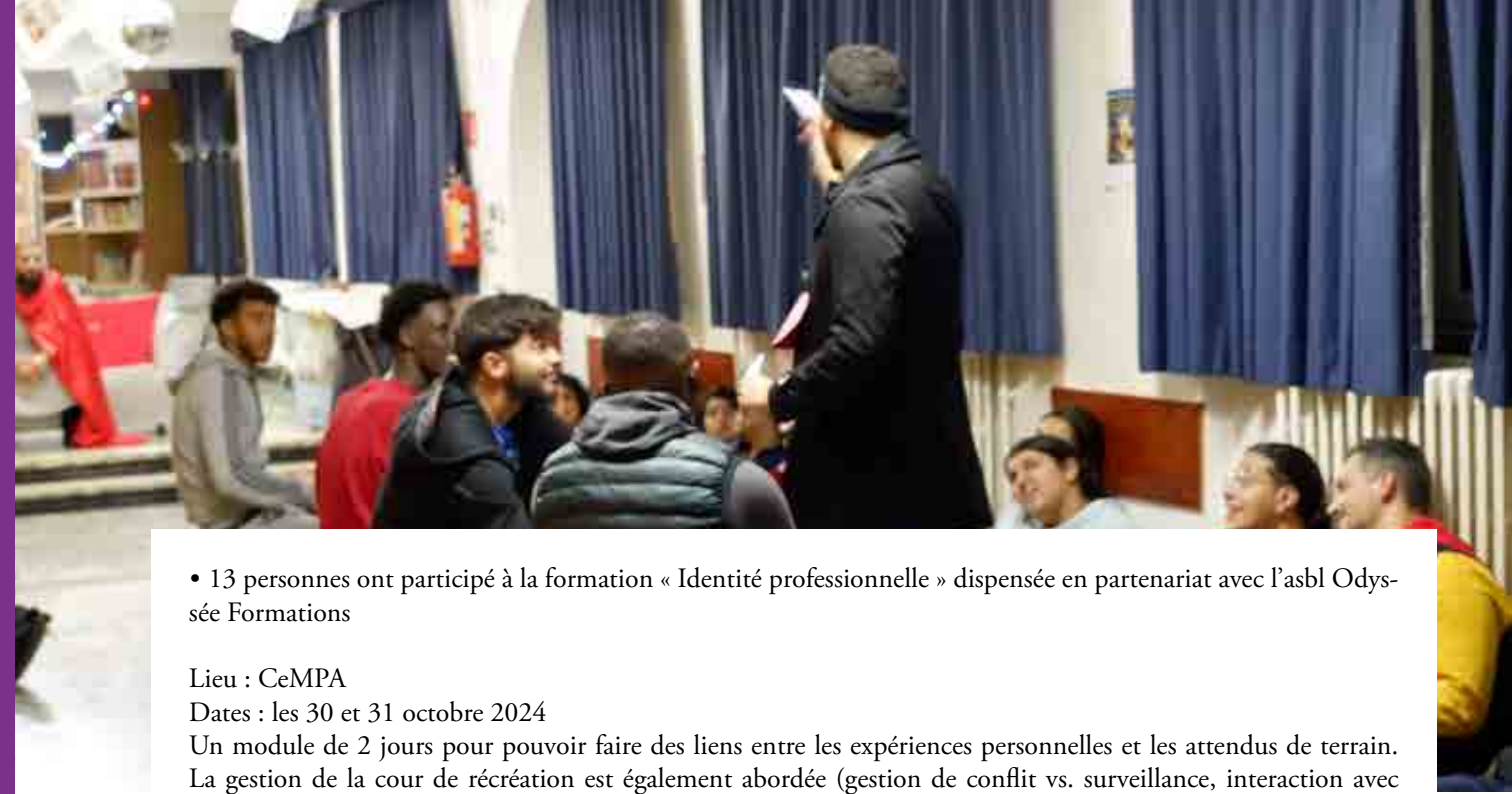 • 13 personnes ont participé à la formation « Identité professionnelle » dispensée en partenariat avec l’asbl Odys-
sée Formations
Lieu : CeMPA
Dates : les 30 et 31 octobre 2024
Un module de 2 jours pour pouvoir faire des liens entre les expériences personnelles et les attendus de terrain.
La gestion de la cour de récréation est également abordée (gestion de conflit vs. surveillance, interaction avec